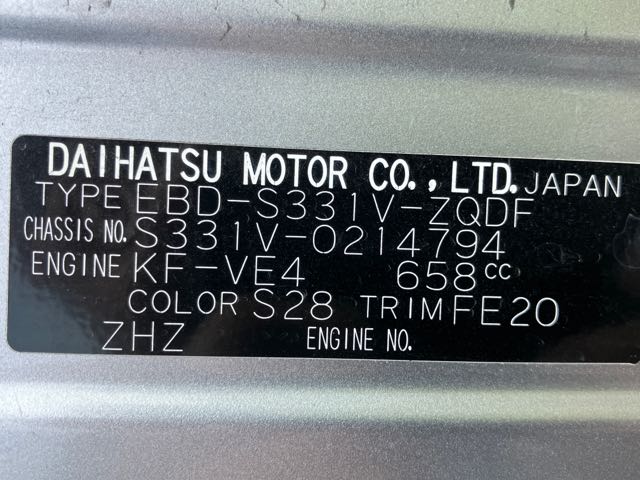 DAIHATSU MOTOR CO., LTD. JAPAN
TYPE EBD-S331V-ZQDF
CHASSIS NO. S331V-0214794
ENGINE KF-VE4 658CC
COLOR S28 TRIM FE20
ZHZ ENGINE NO.